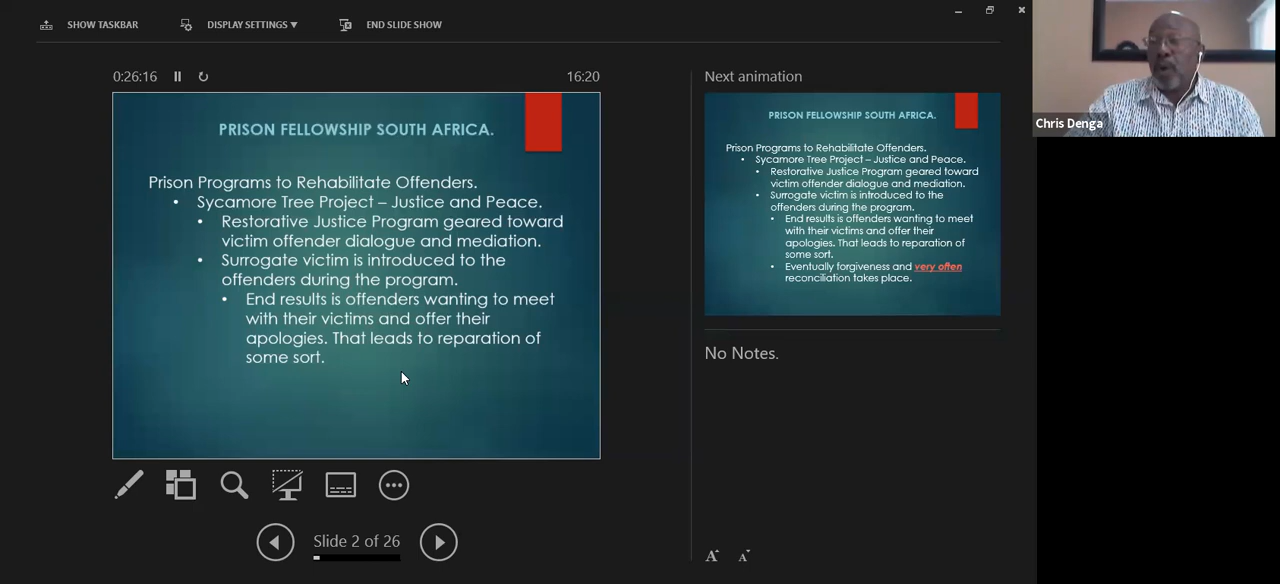 SHOW TASKBAR
DISPLAY SETTINGS ▼
END SLIDE SHOW
0:26:16
16:20
PRISON FELLOWSHIP SOUTH AFRICA.
Prison Programs to Rehabilitate Offenders.
• Sycamore Tree Project – Justice and Peace.
• Restorative Justice Program geared toward
victim offender dialogue and mediation.
• Surrogate victim is introduced to the
offenders during the program.
• End results is offenders wanting to meet
with their victims and offer their
apologies. That leads to reparation of
some sort.
Slide 2 of 26
Next animation
PRISON FELLOWSHIP SOUTH AFRICA.
Prison Programs to Rehabilitate Offenders.
• Sycamore Tree Project – Justice and Peace.
• Restorative Justice Program geared toward
victim offender dialogue and mediation.
• Surrogate victim is introduced to the
offenders during the program.
• End results is offenders wanting to meet
with their victims and offer their
apologies. That leads to reparation of
some sort.
• Eventually forgiveness and very often
reconciliation takes place.
No Notes.
A A
Chris Denga